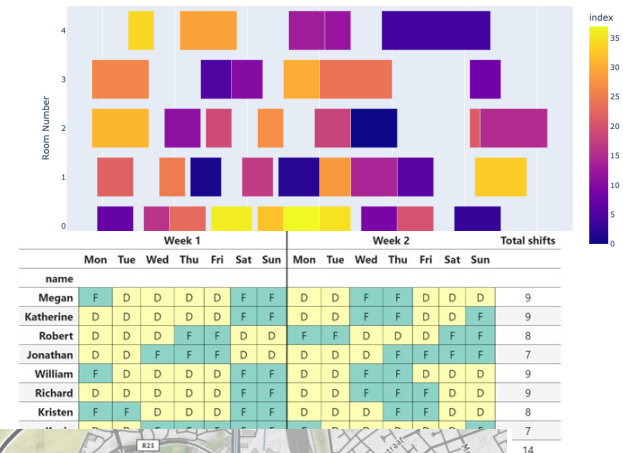 index
4
3
2
1
0
Room Number
35
30
25
20
15
10
5
0
Week 1 Week 2 Total shifts
Mon Tue Wed Thu Fri Sat Sun Mon Tue Wed Thu Fri Sat Sun
name
Megan F D D D D F F D D F F D D D 9
Katherine D D D D D F F D D F F D D F 9
Robert D D D F F D D F F D D D F F 8
Jonathan D D F F F D D D D D F F F F 7
William F D D D D F F D D F F D D D 9
Richard D D D D D F F D D F F F D D 9
Kristen F F D D D F F D D D F F D D 8
7
R23
14